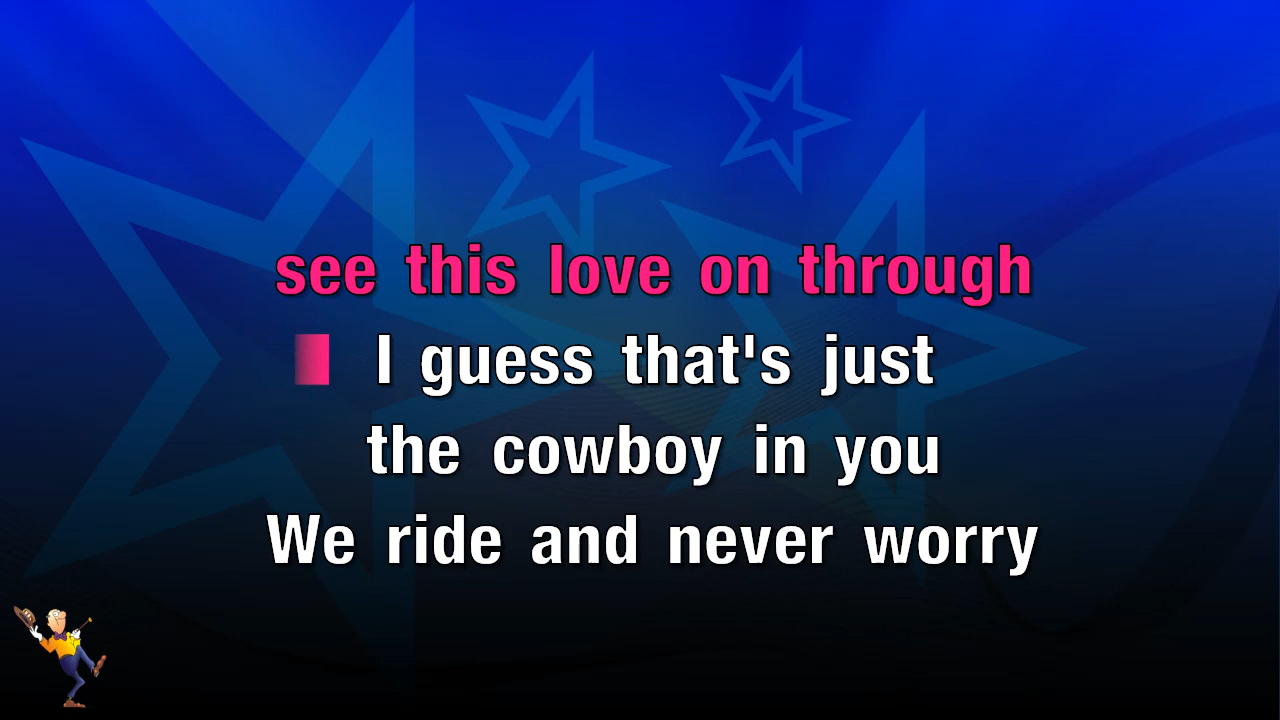 see this love on through
I guess that's just
the cowboy in you
We ride and never worry